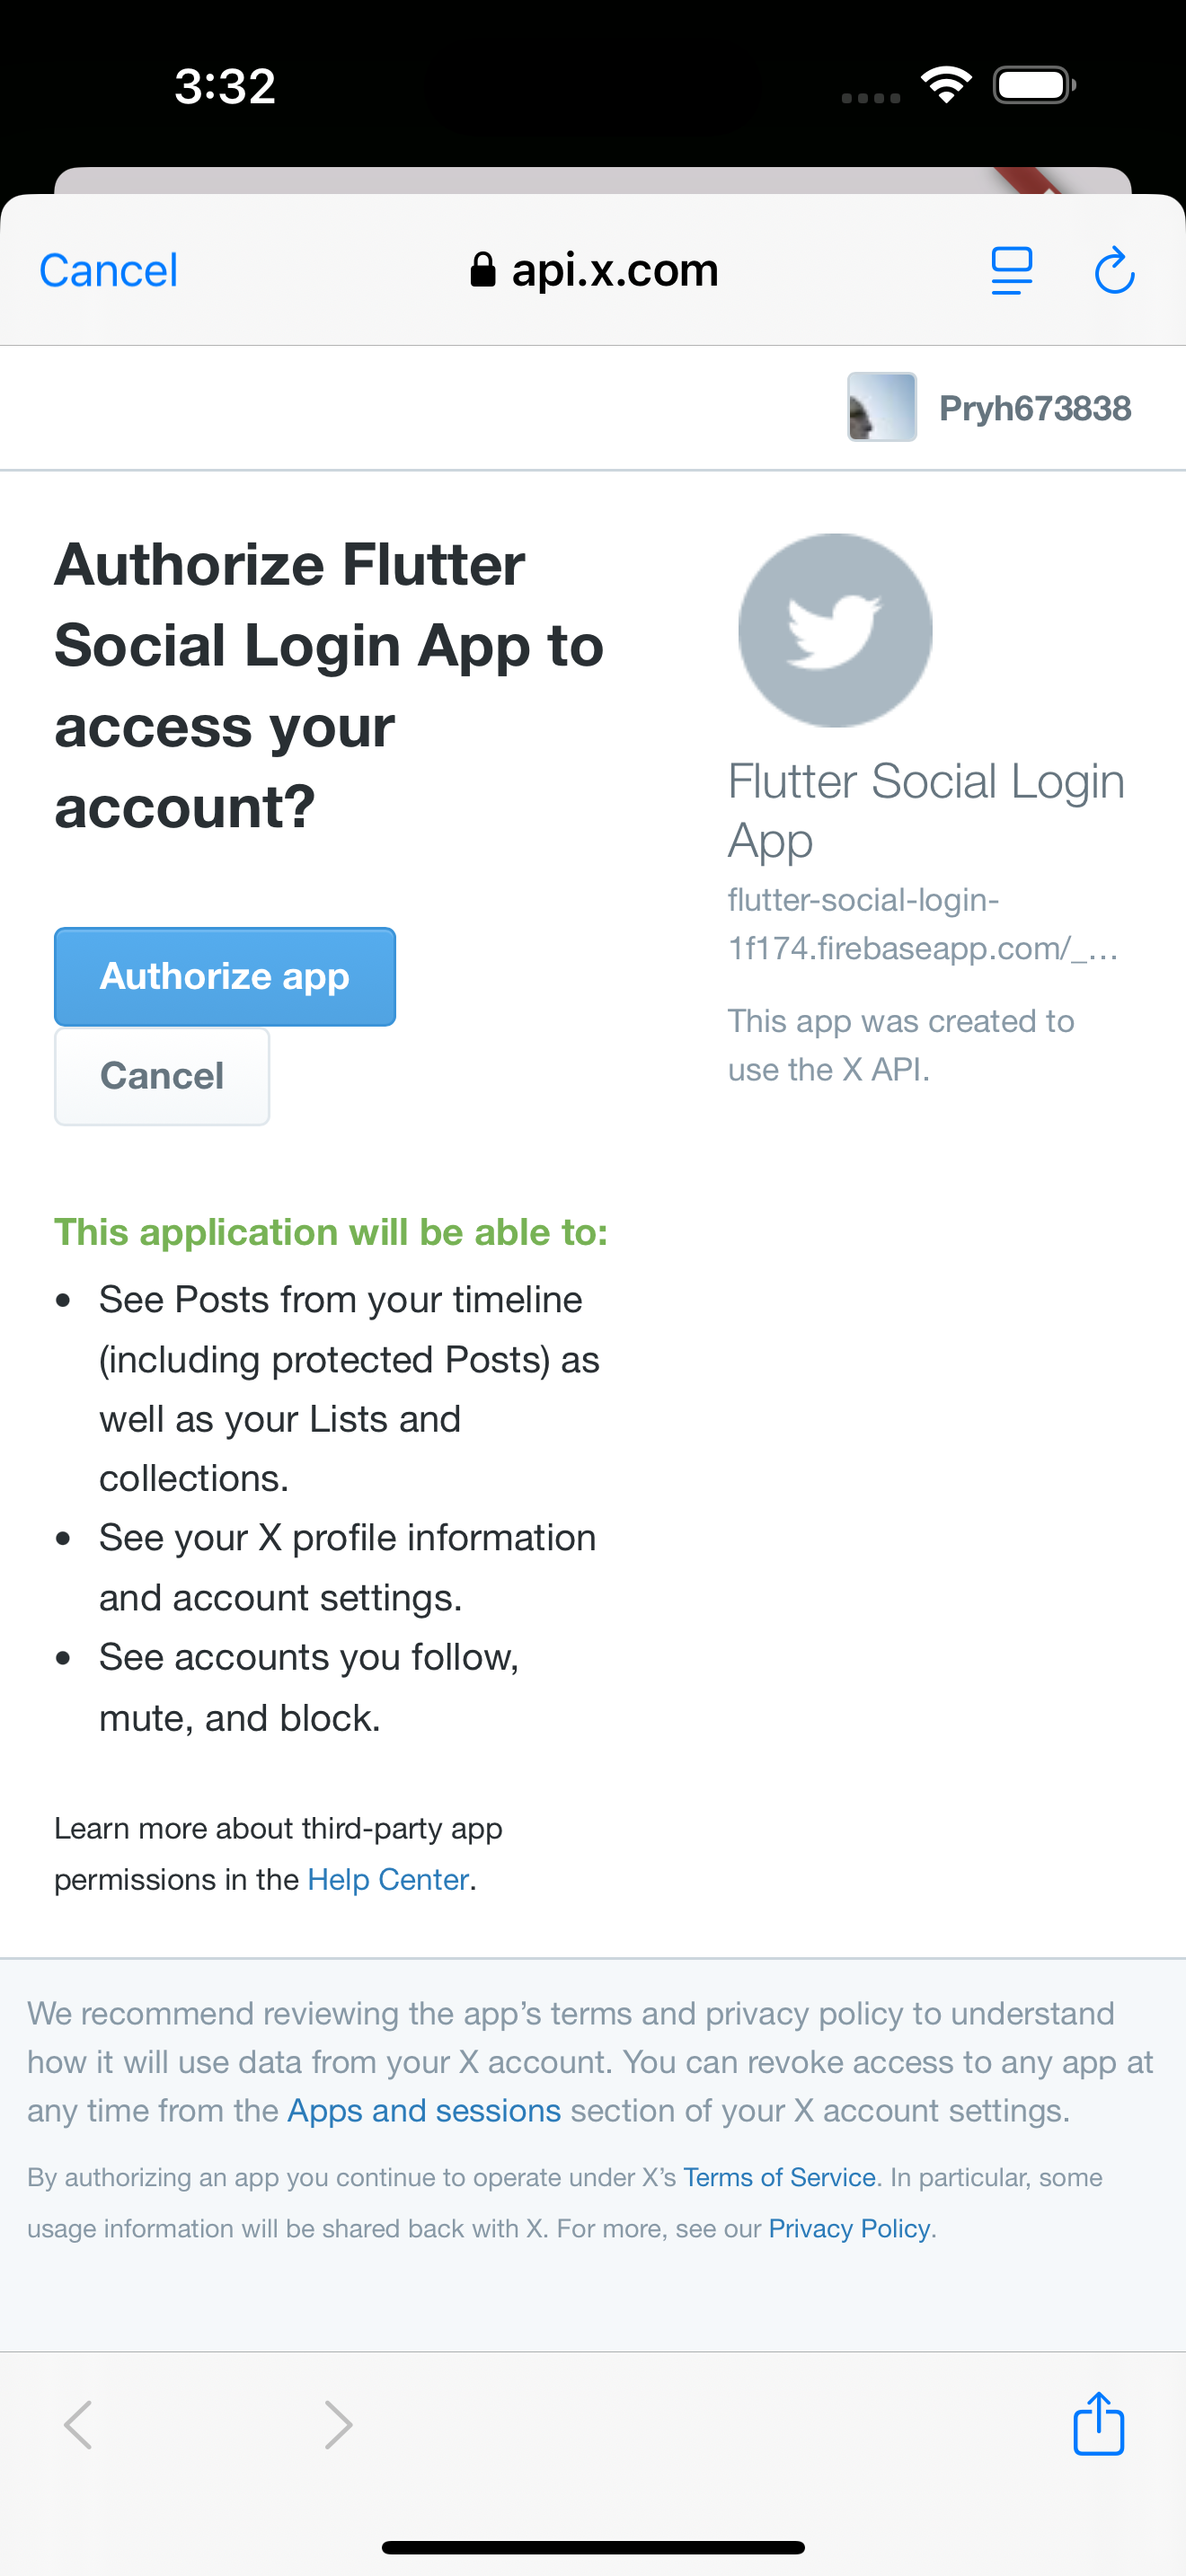 3:32
Cancel
api.x.com
Pryh673838
Authorize Flutter
Social Login App to
access your
account?
Authorize app
Cancel
Flutter Social Login
App
flutter-social-login-
1f174.firebaseapp.com/_...
This app was created to
use the X API.
This application will be able to:
See Posts from your timeline
(including protected Posts) as
well as your Lists and
collections.
See your X profile information
and account settings.
See accounts you follow,
mute, and block.
Learn more about third-party app
permissions in the Help Center.
We recommend reviewing the app’s terms and privacy policy to understand
how it will use data from your X account. You can revoke access to any app at
any time from the Apps and sessions section of your X account settings.
By authorizing an app you continue to operate under X’s Terms of Service. In particular, some
usage information will be shared back with X. For more, see our Privacy Policy.